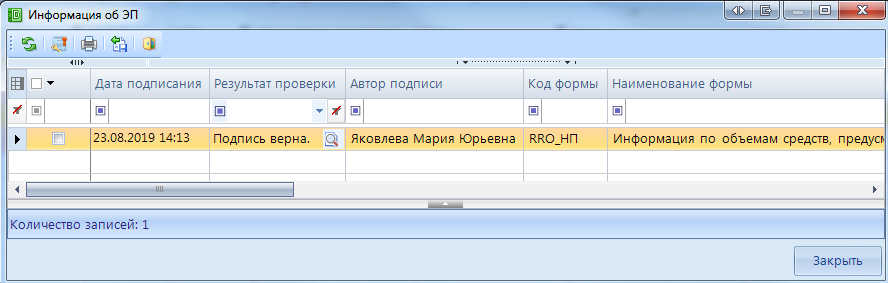 Информация об ЭП
Дата подписания Результат проверки Автор подписи Код формы Наименование формы
23.08.2019 14:13 Подпись верна. Яковлева Мария Юрьевна RRO_НП Информация по объемам средств, предусм
Количество записей: 1
Закрыть